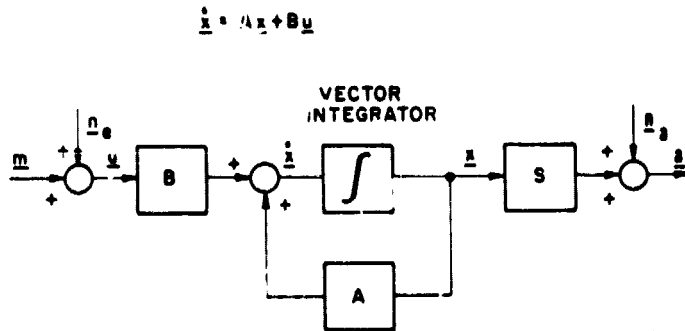 ẋ = Ax + Bu
VECTOR
INTEGRATOR
n_e
n_a
m
+
+
u
B
+
+
ẋ
∫
x
S
+
+
a
A